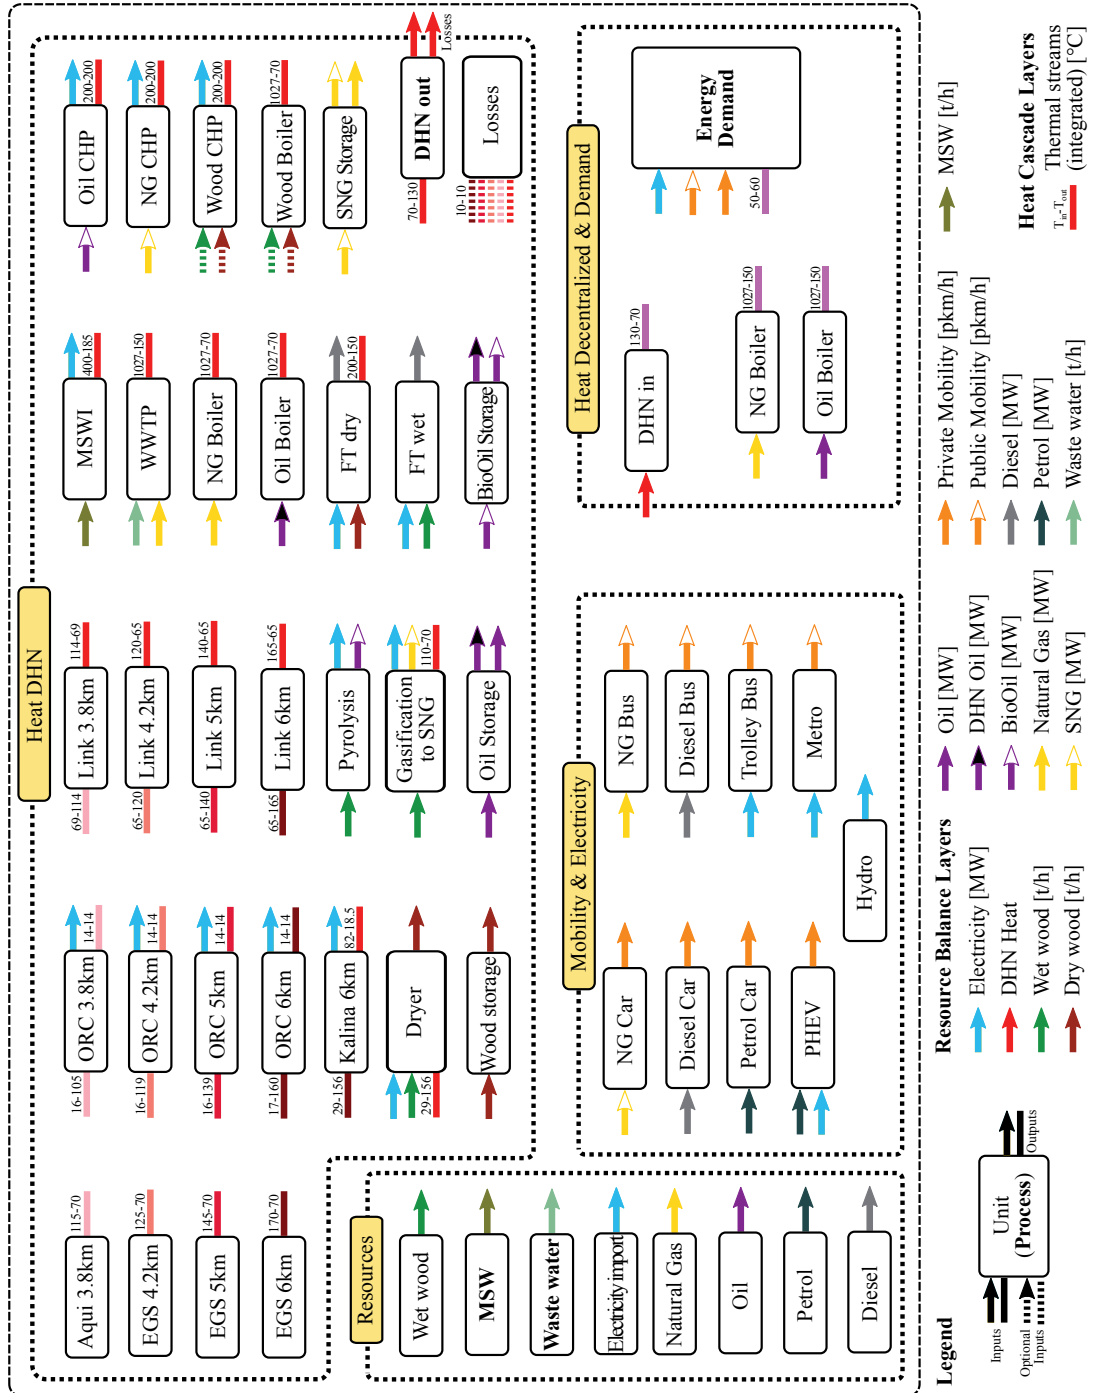 Heat DHN
Aqui 3.8km
115-70
EGS 4.2km
125-70
EGS 5km
145-70
EGS 6km
170-70
16-105
ORC 3.8km
14-14
16-119
ORC 4.2km
14-14
16-139
ORC 5km
14-14
17-160
ORC 6km
14-14
29-156
Kalina 6km
82-18.5
29-156
Dryer
Wood storage
69-114
Link 3.8km
114-69
65-120
Link 4.2km
120-65
65-140
Link 5km
140-65
65-165
Link 6km
165-65
Pyrolysis
Gasification
to SNG
110-70
Oil Storage
MSWI
400-185
WWTP
1027-150
NG Boiler
1027-70
Oil Boiler
1027-70
FT dry
200-150
FT wet
BioOil Storage
Oil CHP
200-200
NG CHP
200-200
Wood CHP
200-200
Wood Boiler
1027-70
SNG Storage
70-130
DHN out
Losses
10-10
Losses
Resources
Wet wood
MSW
Waste water
Electricity import
Natural Gas
Oil
Petrol
Diesel
Mobility & Electricity
NG Car
Diesel Car
Petrol Car
PHEV
NG Bus
Diesel Bus
Trolley Bus
Metro
Hydro
Heat Decentralized & Demand
DHN in
130-70
NG Boiler
1027-150
Oil Boiler
1027-150
50-60
Energy
Demand
Legend
Inputs
Optional
Inputs
Unit
(Process)
Outputs
Resource Balance Layers
Electricity [MW]
DHN Heat
Wet wood [t/h]
Dry wood [t/h]
Oil [MW]
DHN Oil [MW]
BioOil [MW]
Natural Gas [MW]
SNG [MW]
Private Mobility [pkm/h]
Public Mobility [pkm/h]
Diesel [MW]
Petrol [MW]
Waste water [t/h]
MSW [t/h]
Heat Cascade Layers
Tin-Tout
Thermal streams
(integrated) [°C]